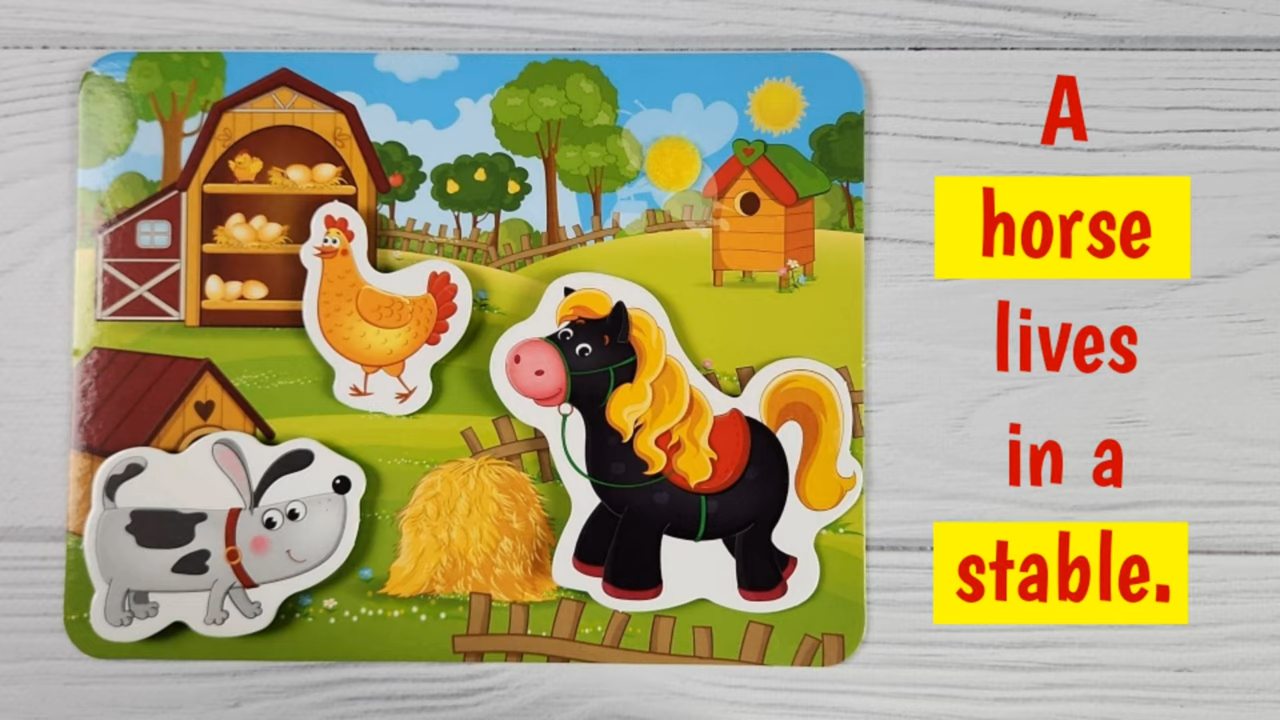 A
horse
lives
in a
stable.